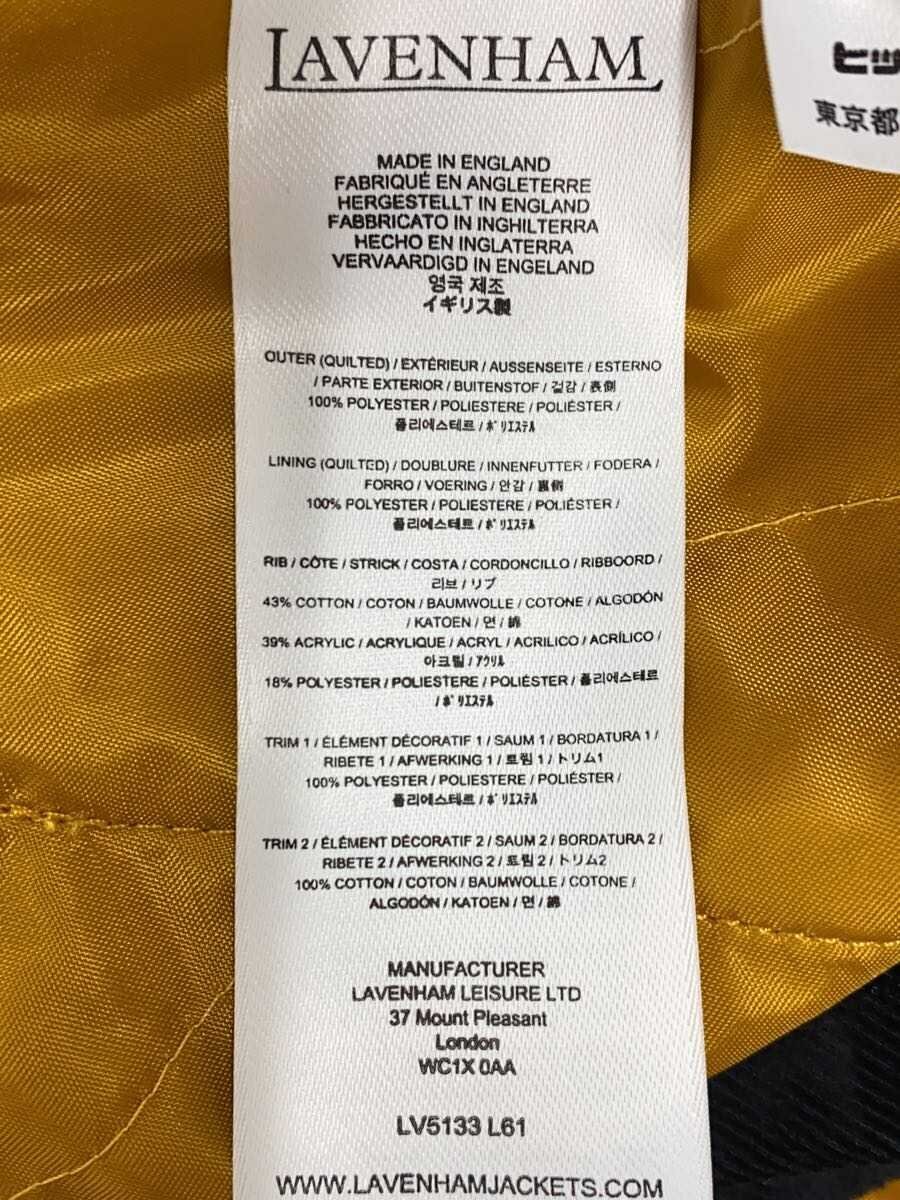 LAVENHAM
MADE IN ENGLAND
FABRIQUÉ EN ANGLETERRE
HERGESTELLT IN ENGLAND
FABBRICATO IN INGHILTERRA
HECHO EN INGLATERRA
VERVAARDIGD IN ENGELAND
영국 제조
イギリス製
OUTER (QUILTED) / EXTÉRIEUR / AUSSENSEITE / ESTERNO
/ PARTE EXTERIOR / BUITENSTOF / 겉감 / 表側
100% POLYESTER / POLIESTERE / POLIÉSTER /
폴리에스테르 / ﾎﾟﾘｴｽﾃﾙ
LINING (QUILTED) / DOUBLURE / INNENFUTTER / FODERA /
FORRO / VOERING / 안감 / 裏側
100% POLYESTER / POLIESTERE / POLIÉSTER /
폴리에스테르 / ﾎﾟﾘｴｽﾃﾙ
RIB / CÔTE / STRICK / COSTA / CORDONCILLO / RIBBOORD /
리브 / リブ
43% COTTON / COTON / BAUMWOLLE / COTONE / ALGODÓN
/ KATOEN / 면 / 綿
39% ACRYLIC / ACRYLIQUE / ACRYL / ACRILICO / ACRÍLICO /
아크릴 / ｱｸﾘﾙ
18% POLYESTER / POLIESTERE / POLIÉSTER / 폴리에스테르
/ ﾎﾟﾘｴｽﾃﾙ
TRIM 1 / ÉLÉMENT DÉCORATIF 1 / SAUM 1 / BORDATURA 1 /
RIBETE 1 / AFWERKING 1 / 트림 1 / トリム1
100% POLYESTER / POLIESTERE / POLIÉSTER /
폴리에스테르 / ﾎﾟﾘｴｽﾃﾙ
TRIM 2 / ÉLÉMENT DÉCORATIF 2 / SAUM 2 / BORDATURA 2 /
RIBETE 2 / AFWERKING 2 / 트림 2 / トリム2
100% COTTON / COTON / BAUMWOLLE / COTONE /
ALGODÓN / KATOEN / 면 / 綿
MANUFACTURER
LAVENHAM LEISURE LTD
37 Mount Pleasant
London
WC1X 0AA
LV5133 L61
WWW.LAVENHAMJACKETS.COM
東京都